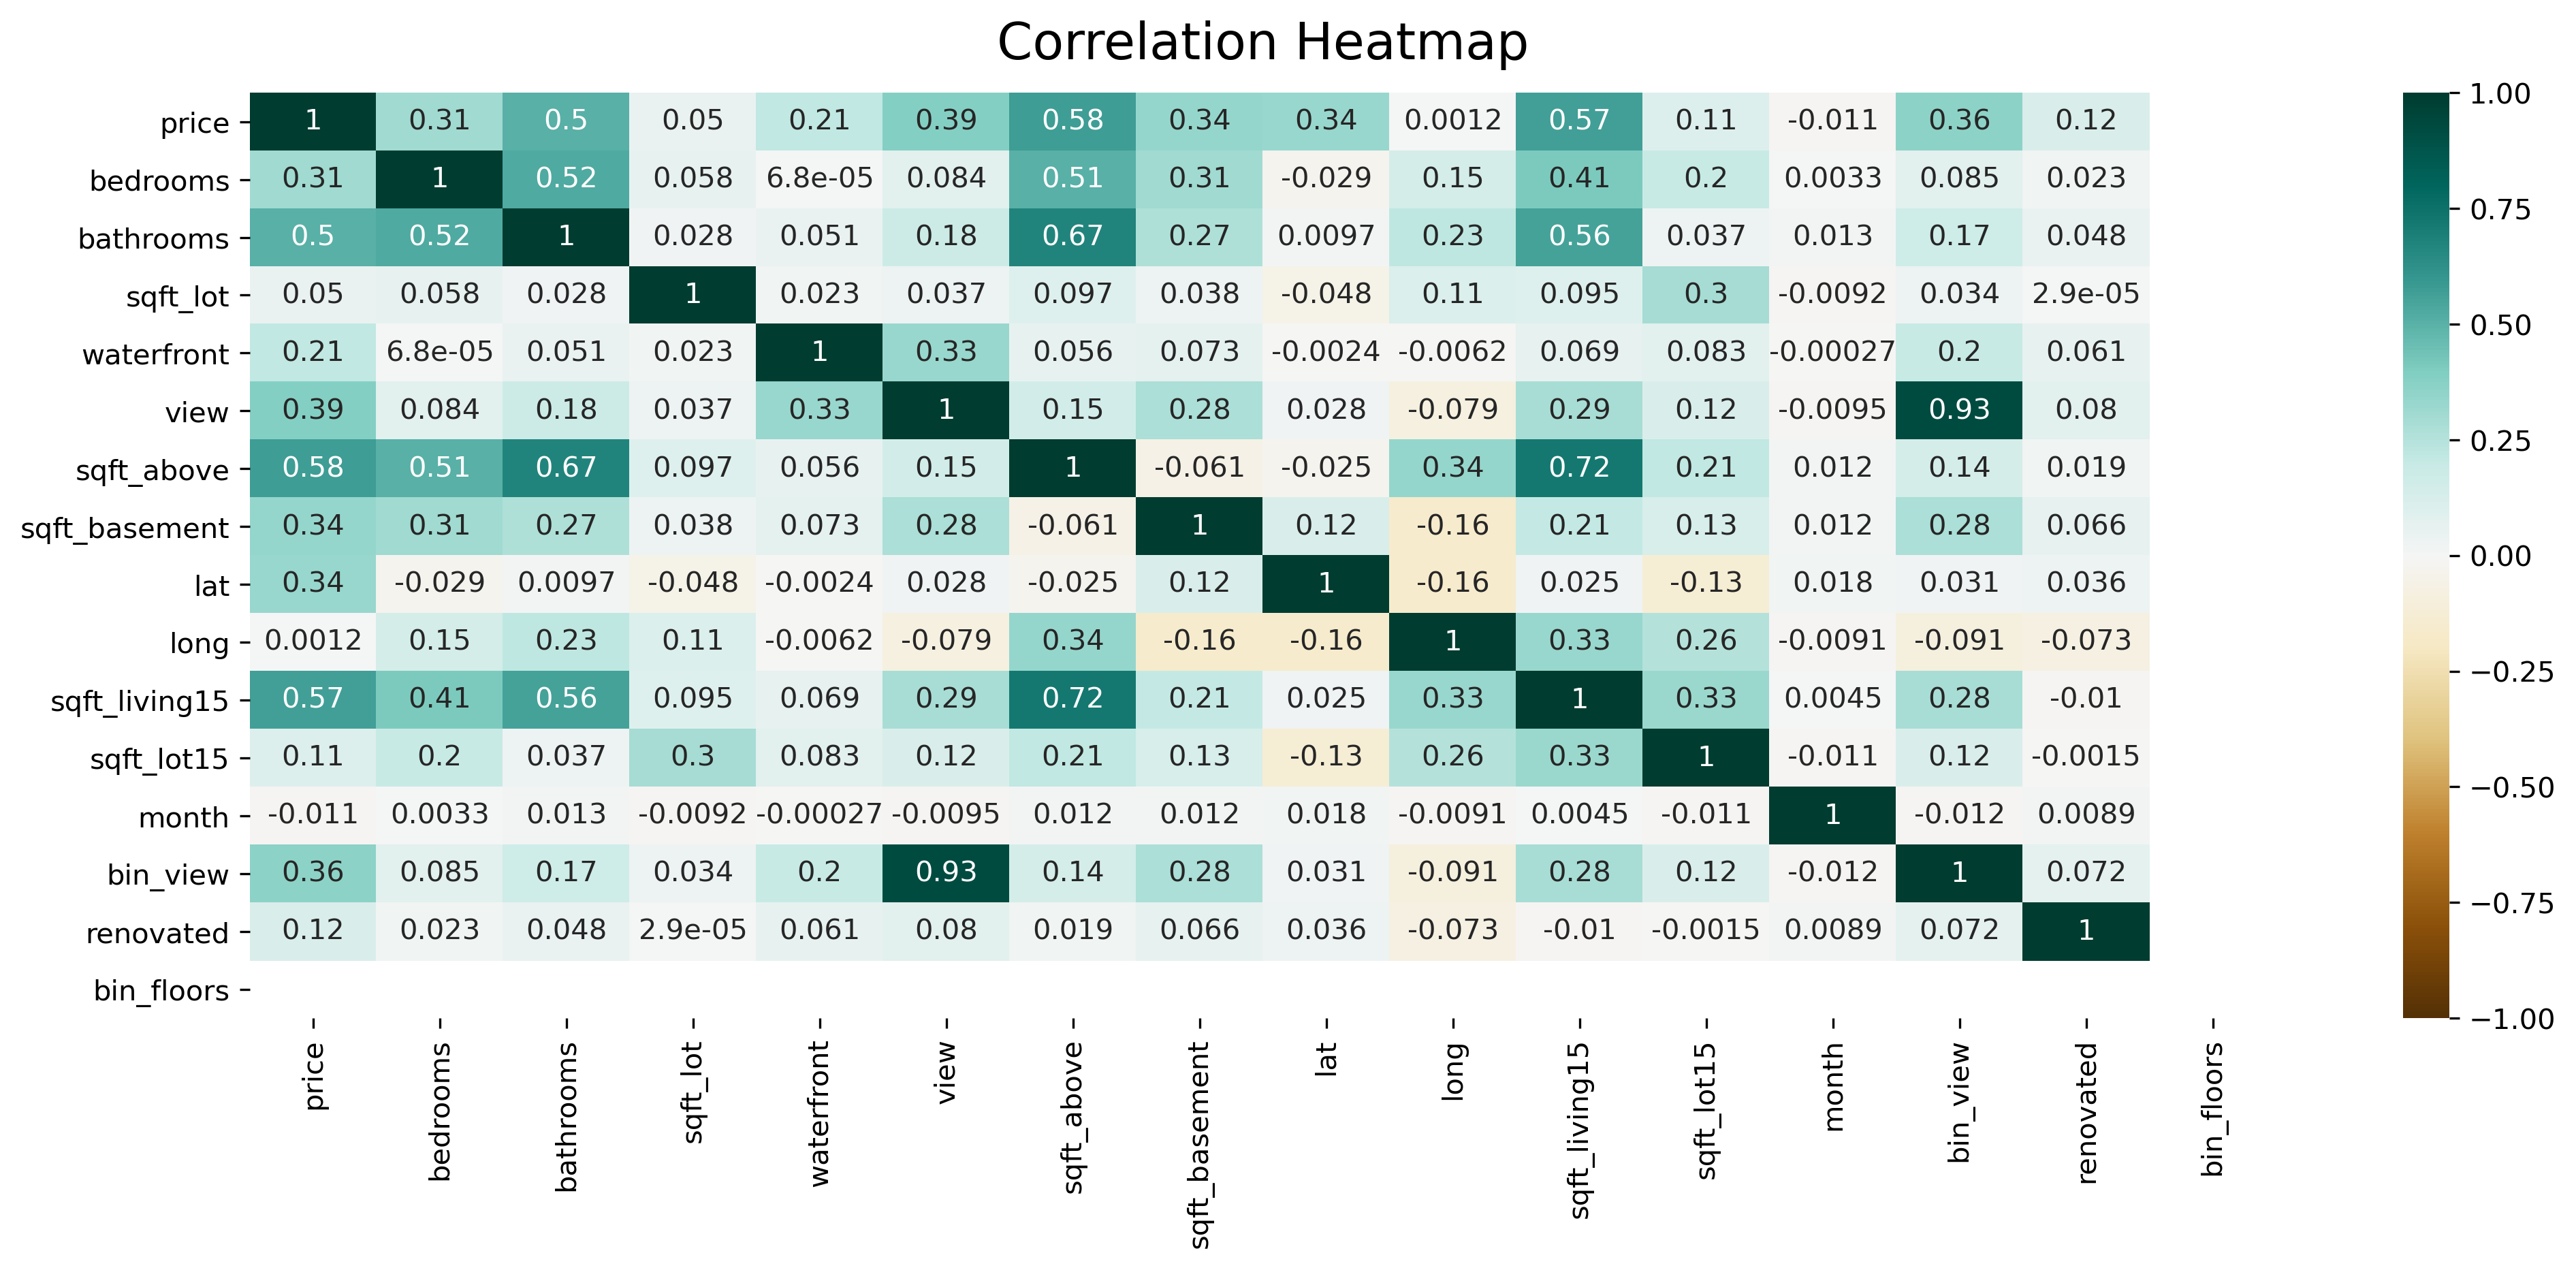 Correlation Heatmap
price 1 0.31 0.5 0.05 0.21 0.39 0.58 0.34 0.34 0.0012 0.57 0.11 -0.011 0.36 0.12
bedrooms 0.31 1 0.52 0.058 6.8e-05 0.084 0.51 0.31 -0.029 0.15 0.41 0.2 0.0033 0.085 0.023
bathrooms 0.5 0.52 1 0.028 0.051 0.18 0.67 0.27 0.0097 0.23 0.56 0.037 0.013 0.17 0.048
sqft_lot 0.05 0.058 0.028 1 0.023 0.037 0.097 0.038 -0.048 0.11 0.095 0.3 -0.0092 0.034 2.9e-05
waterfront 0.21 6.8e-05 0.051 0.023 1 0.33 0.056 0.073 -0.0024 -0.0062 0.069 0.083 -0.00027 0.2 0.061
view 0.39 0.084 0.18 0.037 0.33 1 0.15 0.28 0.028 -0.079 0.29 0.12 -0.0095 0.93 0.08
sqft_above 0.58 0.51 0.67 0.097 0.056 0.15 1 -0.061 -0.025 0.34 0.72 0.21 0.012 0.14 0.019
sqft_basement 0.34 0.31 0.27 0.038 0.073 0.28 -0.061 1 0.12 -0.16 0.21 0.13 0.012 0.28 0.066
lat 0.34 -0.029 0.0097 -0.048 -0.0024 0.028 -0.025 0.12 1 -0.16 0.025 -0.13 0.018 0.031 0.036
long 0.0012 0.15 0.23 0.11 -0.0062 -0.079 0.34 -0.16 -0.16 1 0.33 0.26 -0.0091 -0.091 -0.073
sqft_living15 0.57 0.41 0.56 0.095 0.069 0.29 0.72 0.21 0.025 0.33 1 0.33 0.0045 0.28 -0.01
sqft_lot15 0.11 0.2 0.037 0.3 0.083 0.12 0.21 0.13 -0.13 0.26 0.33 1 -0.011 0.12 -0.0015
month -0.011 0.0033 0.013 -0.0092 -0.00027 -0.0095 0.012 0.012 0.018 -0.0091 0.0045 -0.011 1 -0.012 0.0089
bin_view 0.36 0.085 0.17 0.034 0.2 0.93 0.14 0.28 0.031 -0.091 0.28 0.12 -0.012 1 0.072
renovated 0.12 0.023 0.048 2.9e-05 0.061 0.08 0.019 0.066 0.036 -0.073 -0.01 -0.0015 0.0089 0.072 1
bin_floors
price
bedrooms
bathrooms
sqft_lot
waterfront
view
sqft_above
sqft_basement
lat
long
sqft_living15
sqft_lot15
month
bin_view
renovated
bin_floors
1.00
0.75
0.50
0.25
0.00
−0.25
−0.50
−0.75
−1.00